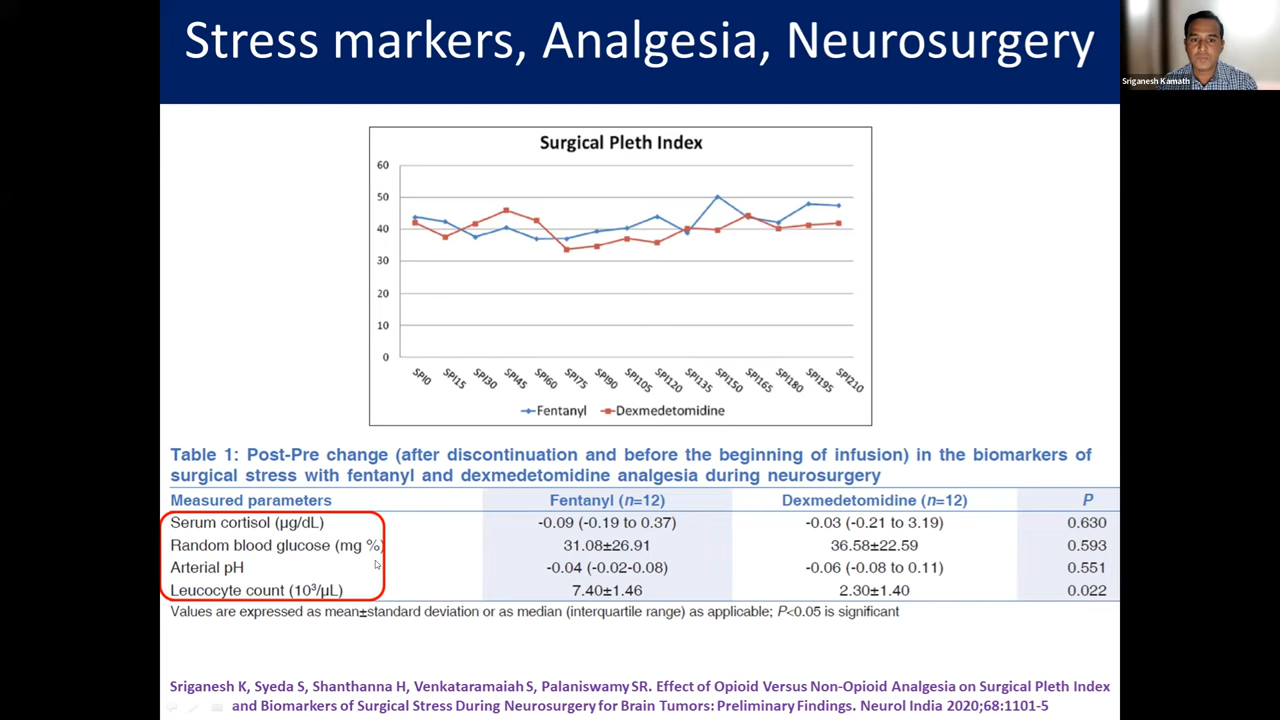 Stress markers, Analgesia, Neurosurgery
Sriganesh Kamath
Surgical Pleth Index
60
50
40
30
20
10
0
SPI0 SPI15 SPI30 SPI45 SPI60 SPI75 SPI90 SPI105 SPI120 SPI135 SPI150 SPI165 SPI180 SPI195 SPI210
Fentanyl Dexmedetomidine
Table 1: Post-Pre change (after discontinuation and before the beginning of infusion) in the biomarkers of
surgical stress with fentanyl and dexmedetomidine analgesia during neurosurgery
Measured parameters Fentanyl (n=12) Dexmedetomidine (n=12) P
Serum cortisol (µg/dL) -0.09 (-0.19 to 0.37) -0.03 (-0.21 to 3.19) 0.630
Random blood glucose (mg %) 31.08±26.91 36.58±22.59 0.593
Arterial pH -0.04 (-0.02-0.08) -0.06 (-0.08 to 0.11) 0.551
Leucocyte count (10³/µL) 7.40±1.46 2.30±1.40 0.022
Values are expressed as mean±standard deviation or as median (interquartile range) as applicable; P<0.05 is significant
Sriganesh K, Syeda S, Shanthanna H, Venkataramaiah S, Palaniswamy SR. Effect of Opioid Versus Non-Opioid Analgesia on Surgical Pleth Index
and Biomarkers of Surgical Stress During Neurosurgery for Brain Tumors: Preliminary Findings. Neurol India 2020;68:1101-5